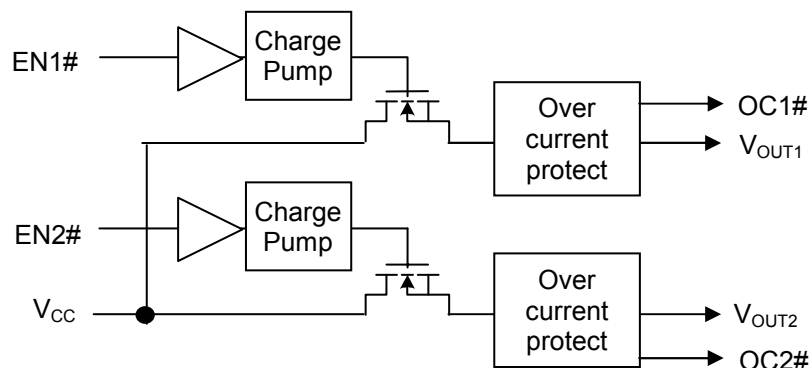 EN1#
Charge
Pump
Over
current
protect
OC1#
VOUT1
EN2#
Charge
Pump
VCC
Over
current
protect
VOUT2
OC2#